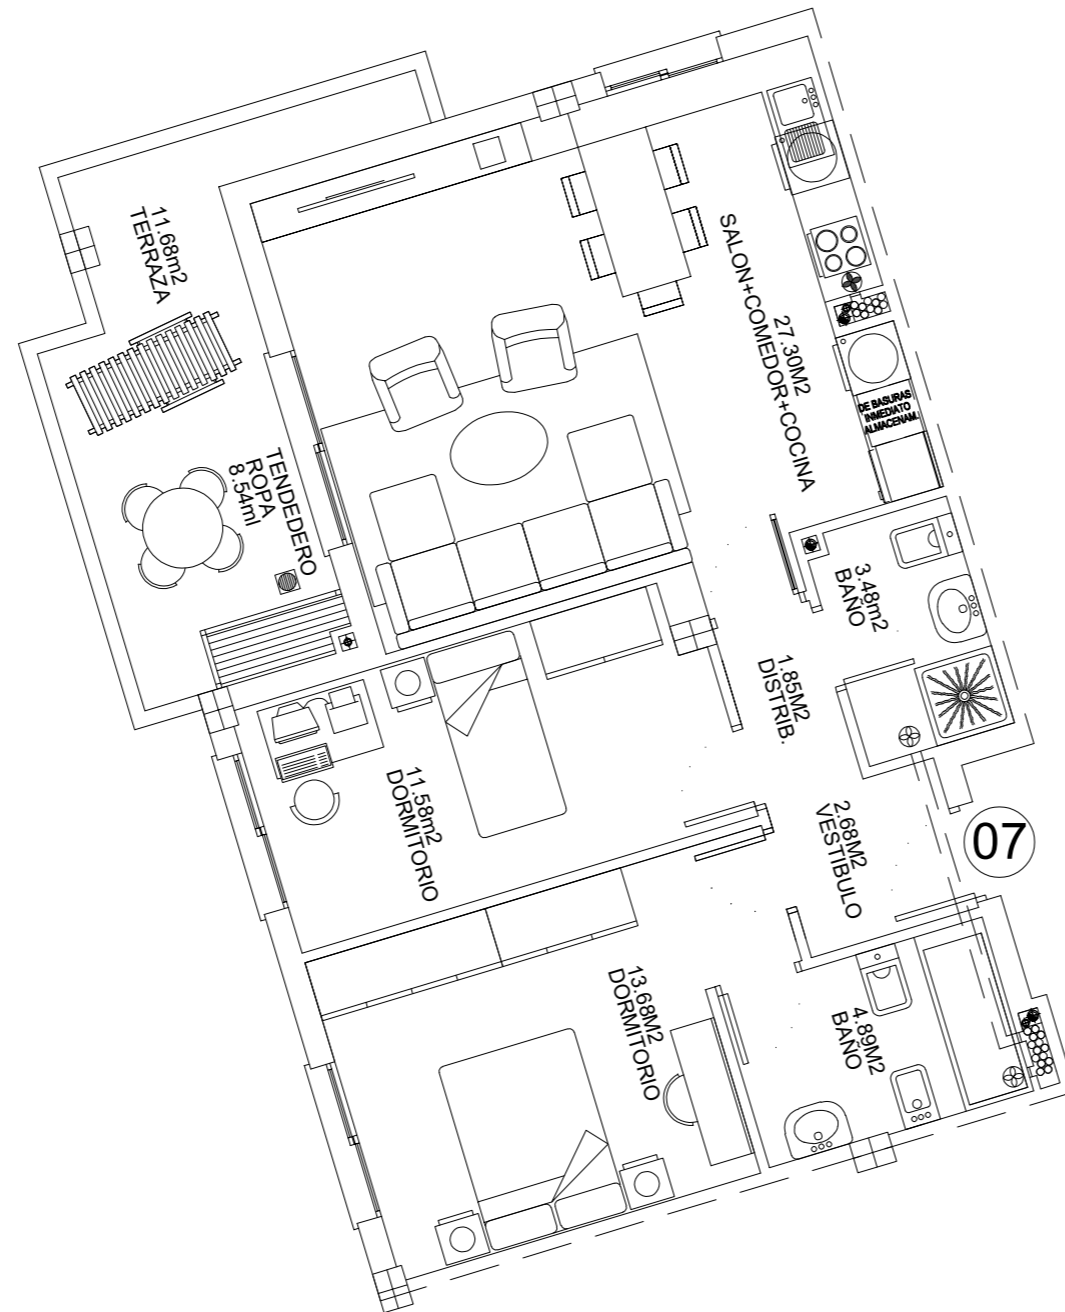 11.68m2
TERRAZA
SALON+COMEDOR+COCINA
27.30M2
DE BASURAS
INMEDIATO
ALMACENAM.
TENDEDERO
ROPA
8.54ml
3.48m2
BAÑO
1.85M2
DISTRIB.
11.58m2
DORMITORIO
2.68M2
VESTIBULO
07
13.68M2
DORMITORIO
4.89M2
BAÑO